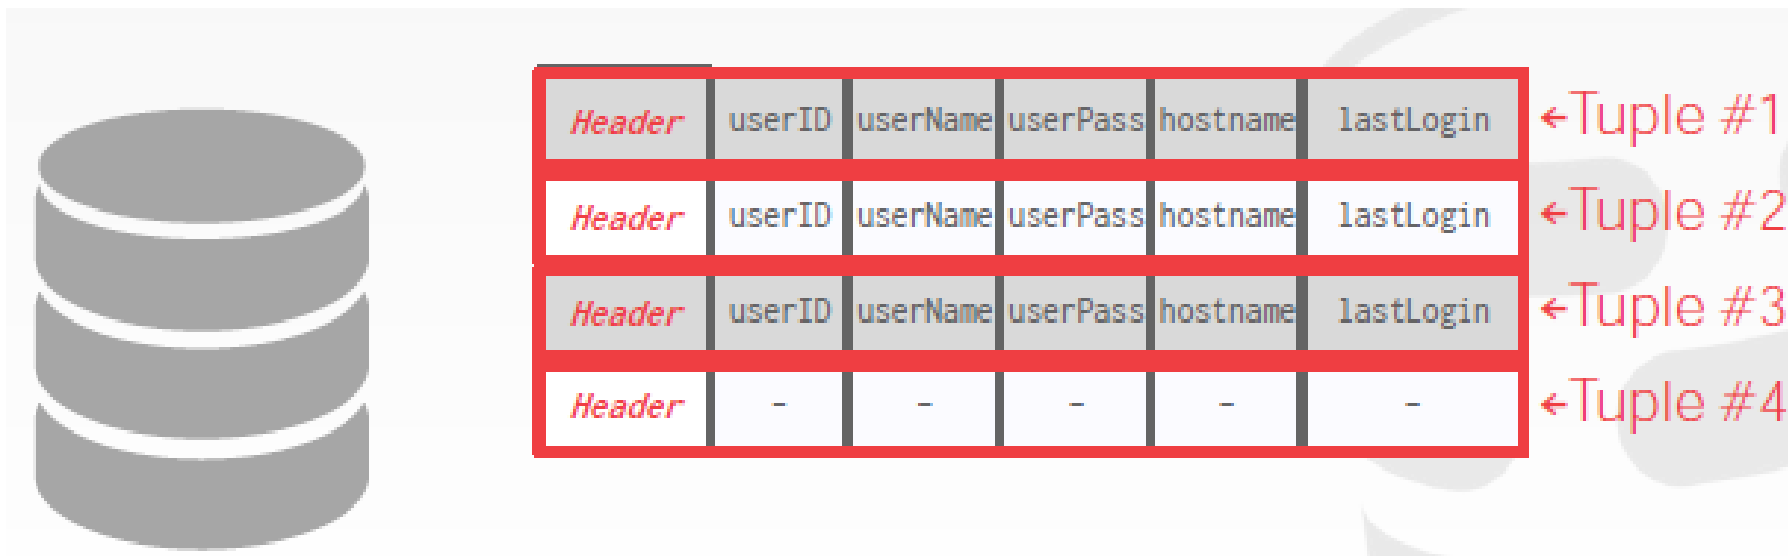 Header userID userName userPass hostname lastLogin ←Tuple #1
Header userID userName userPass hostname lastLogin ←Tuple #2
Header userID userName userPass hostname lastLogin ←Tuple #3
Header - - - - - ←Tuple #4